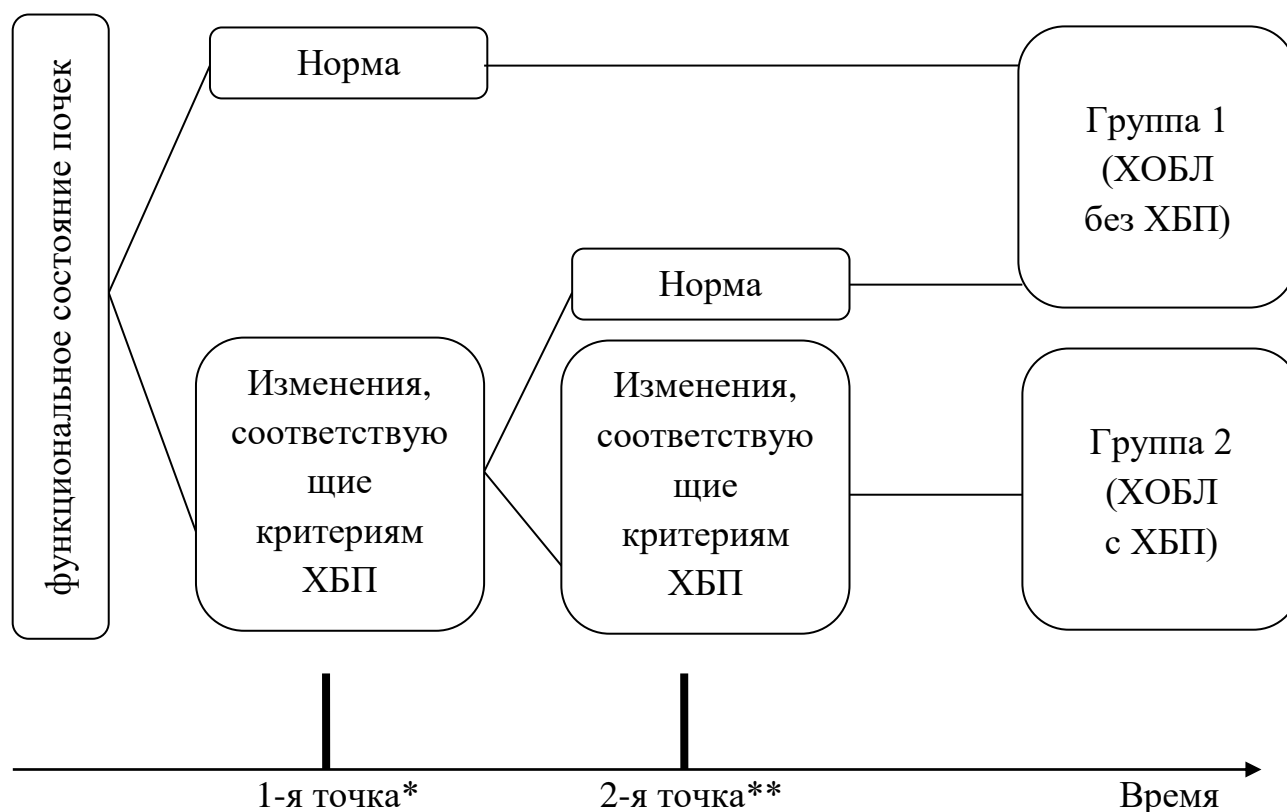 функциональное состояние почек
Норма
Группа 1
(ХОБЛ
без ХБП)
Норма
Изменения,
соответствую
щие
критериям
ХБП
Изменения,
соответствую
щие
критериям
ХБП
Группа 2
(ХОБЛ
с ХБП)
1-я точка*
2-я точка**
Время